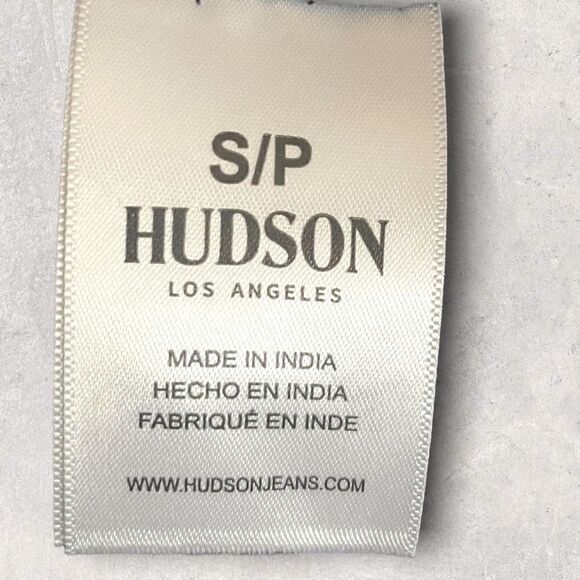 S/P
HUDSON
LOS ANGELES
MADE IN INDIA
HECHO EN INDIA
FABRIQUÉ EN INDE
WWW.HUDSONJEANS.COM